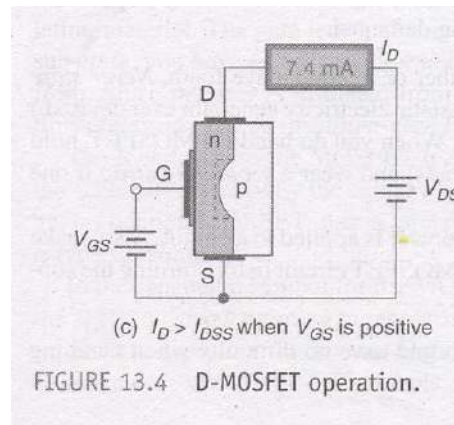 I_D
7.4 mA
D
n
G
p
V_DS
V_GS
S
(c) I_D > I_DSS when V_GS is positive
FIGURE 13.4 D-MOSFET operation.